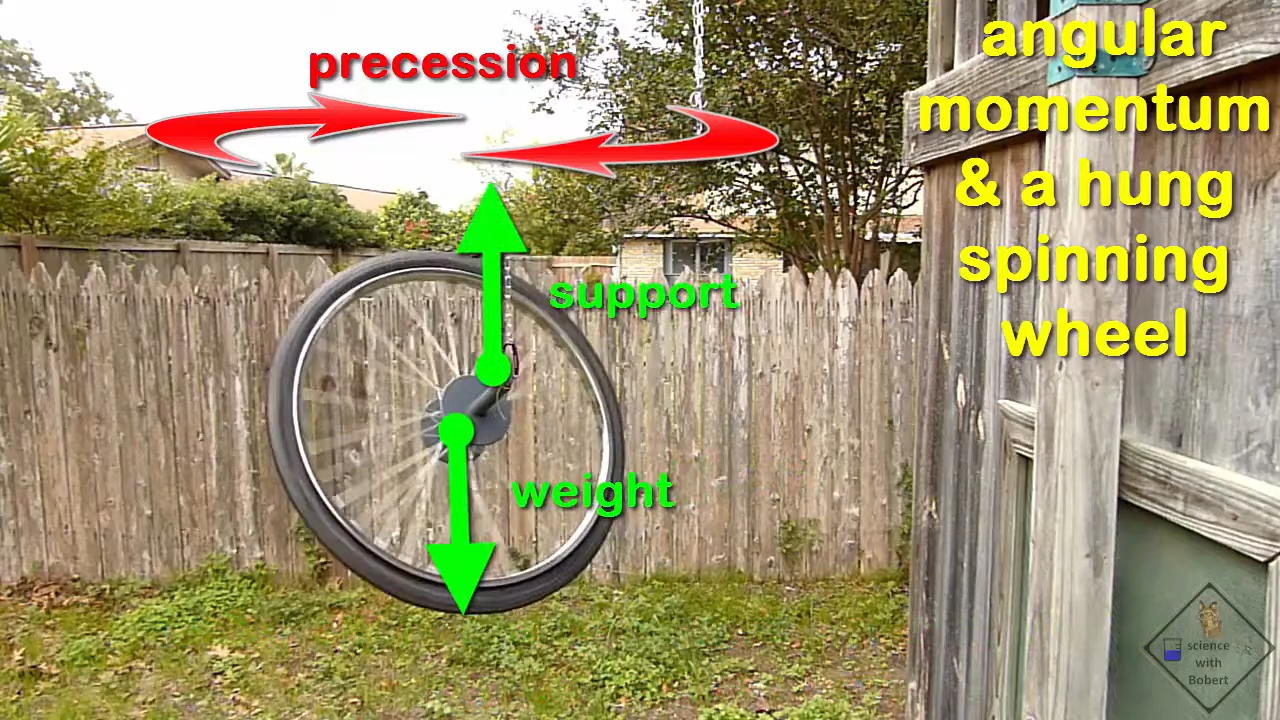 precession
angular
momentum
& a hung
spinning
wheel
support
weight
science
with
Bobert